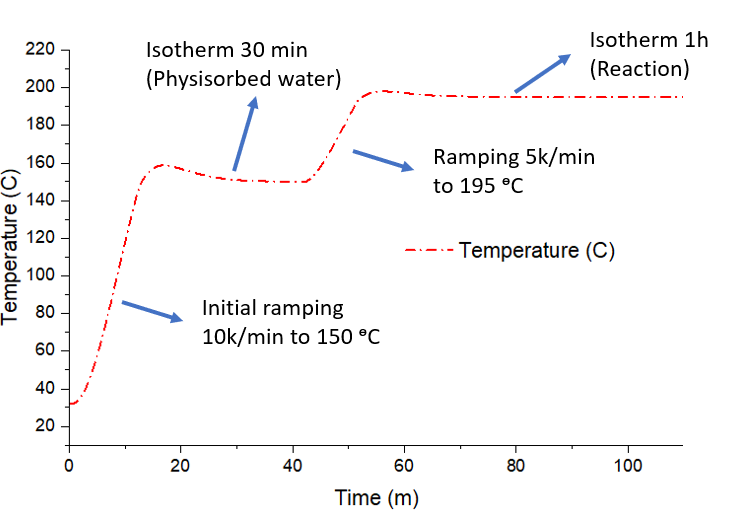 Isotherm 30 min
(Physisorbed water)
Isotherm 1h
(Reaction)
Ramping 5k/min
to 195 °C
Temperature (C)
Initial ramping
10k/min to 150 °C
Temperature (C)
220
200
180
160
140
120
100
80
60
40
20
0
20
40
60
80
100
Time (m)